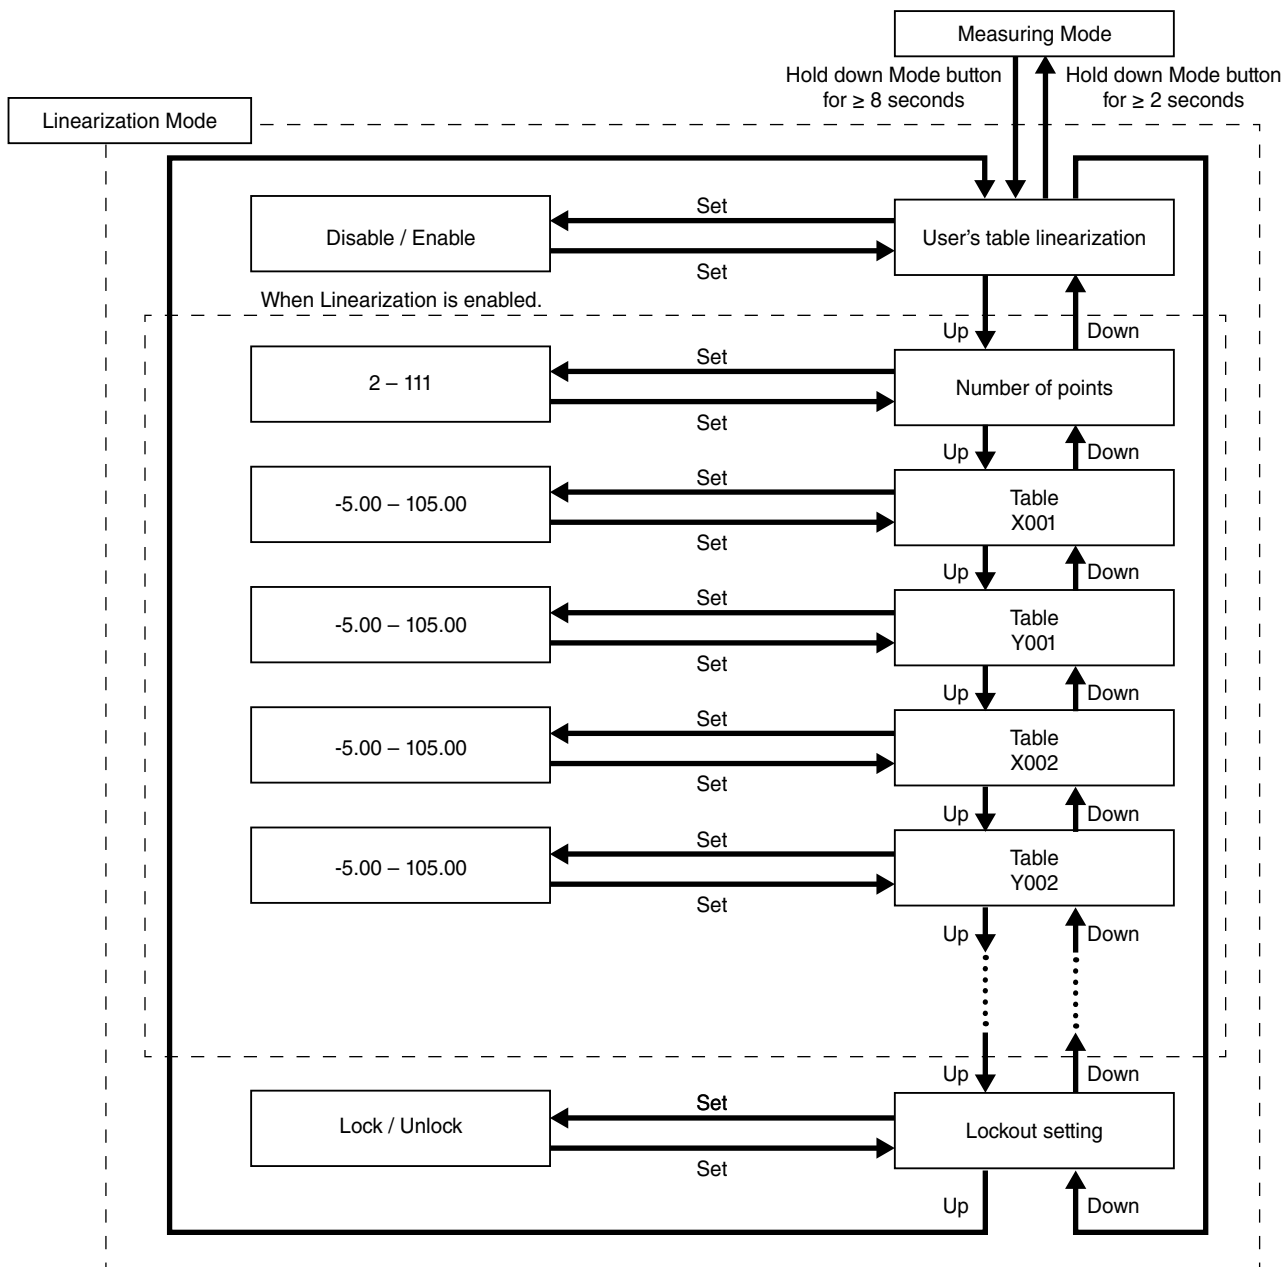 Measuring Mode
Hold down Mode button
for ≥ 8 seconds
Hold down Mode button
for ≥ 2 seconds
Linearization Mode
Set
Disable / Enable
User's table linearization
Set
When Linearization is enabled.
Up
Down
Set
2 – 111
Number of points
Set
Up
Down
Set
-5.00 – 105.00
Table
X001
Set
Up
Down
Set
-5.00 – 105.00
Table
Y001
Set
Up
Down
Set
-5.00 – 105.00
Table
X002
Set
Up
Down
Set
-5.00 – 105.00
Table
Y002
Set
Up
Down
Up
Down
Set
Lock / Unlock
Lockout setting
Set
Up
Down